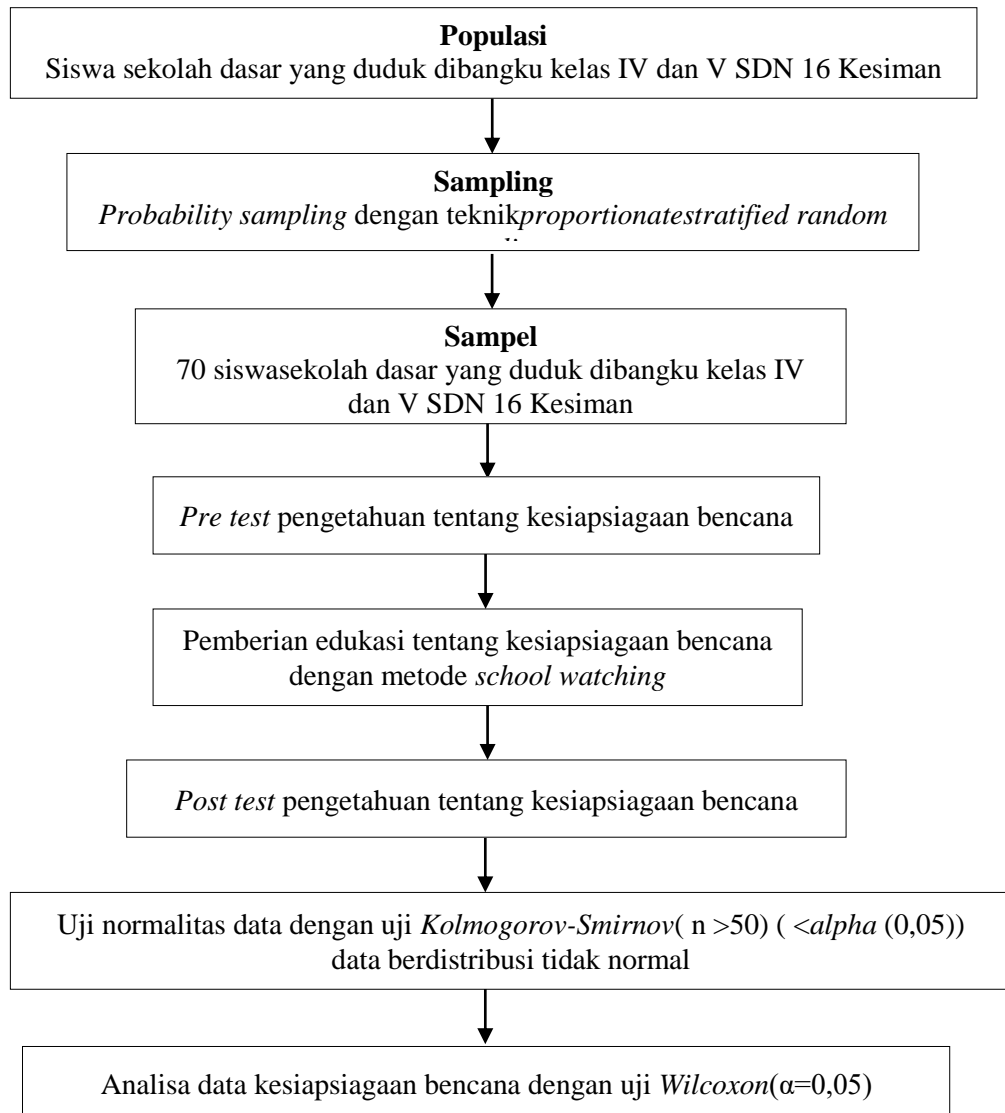 Populasi
Siswa sekolah dasar yang duduk dibangku kelas IV dan V SDN 16 Kesiman
Sampling
Probability sampling dengan teknikproportionatestratified random
Sampel
70 siswasekolah dasar yang duduk dibangku kelas IV
dan V SDN 16 Kesiman
Pre test pengetahuan tentang kesiapsiagaan bencana
Pemberian edukasi tentang kesiapsiagaan bencana
dengan metode school watching
Post test pengetahuan tentang kesiapsiagaan bencana
Uji normalitas data dengan uji Kolmogorov-Smirnov( n >50) ( <alpha (0,05))
data berdistribusi tidak normal
Analisa data kesiapsiagaan bencana dengan uji Wilcoxon(α=0,05)